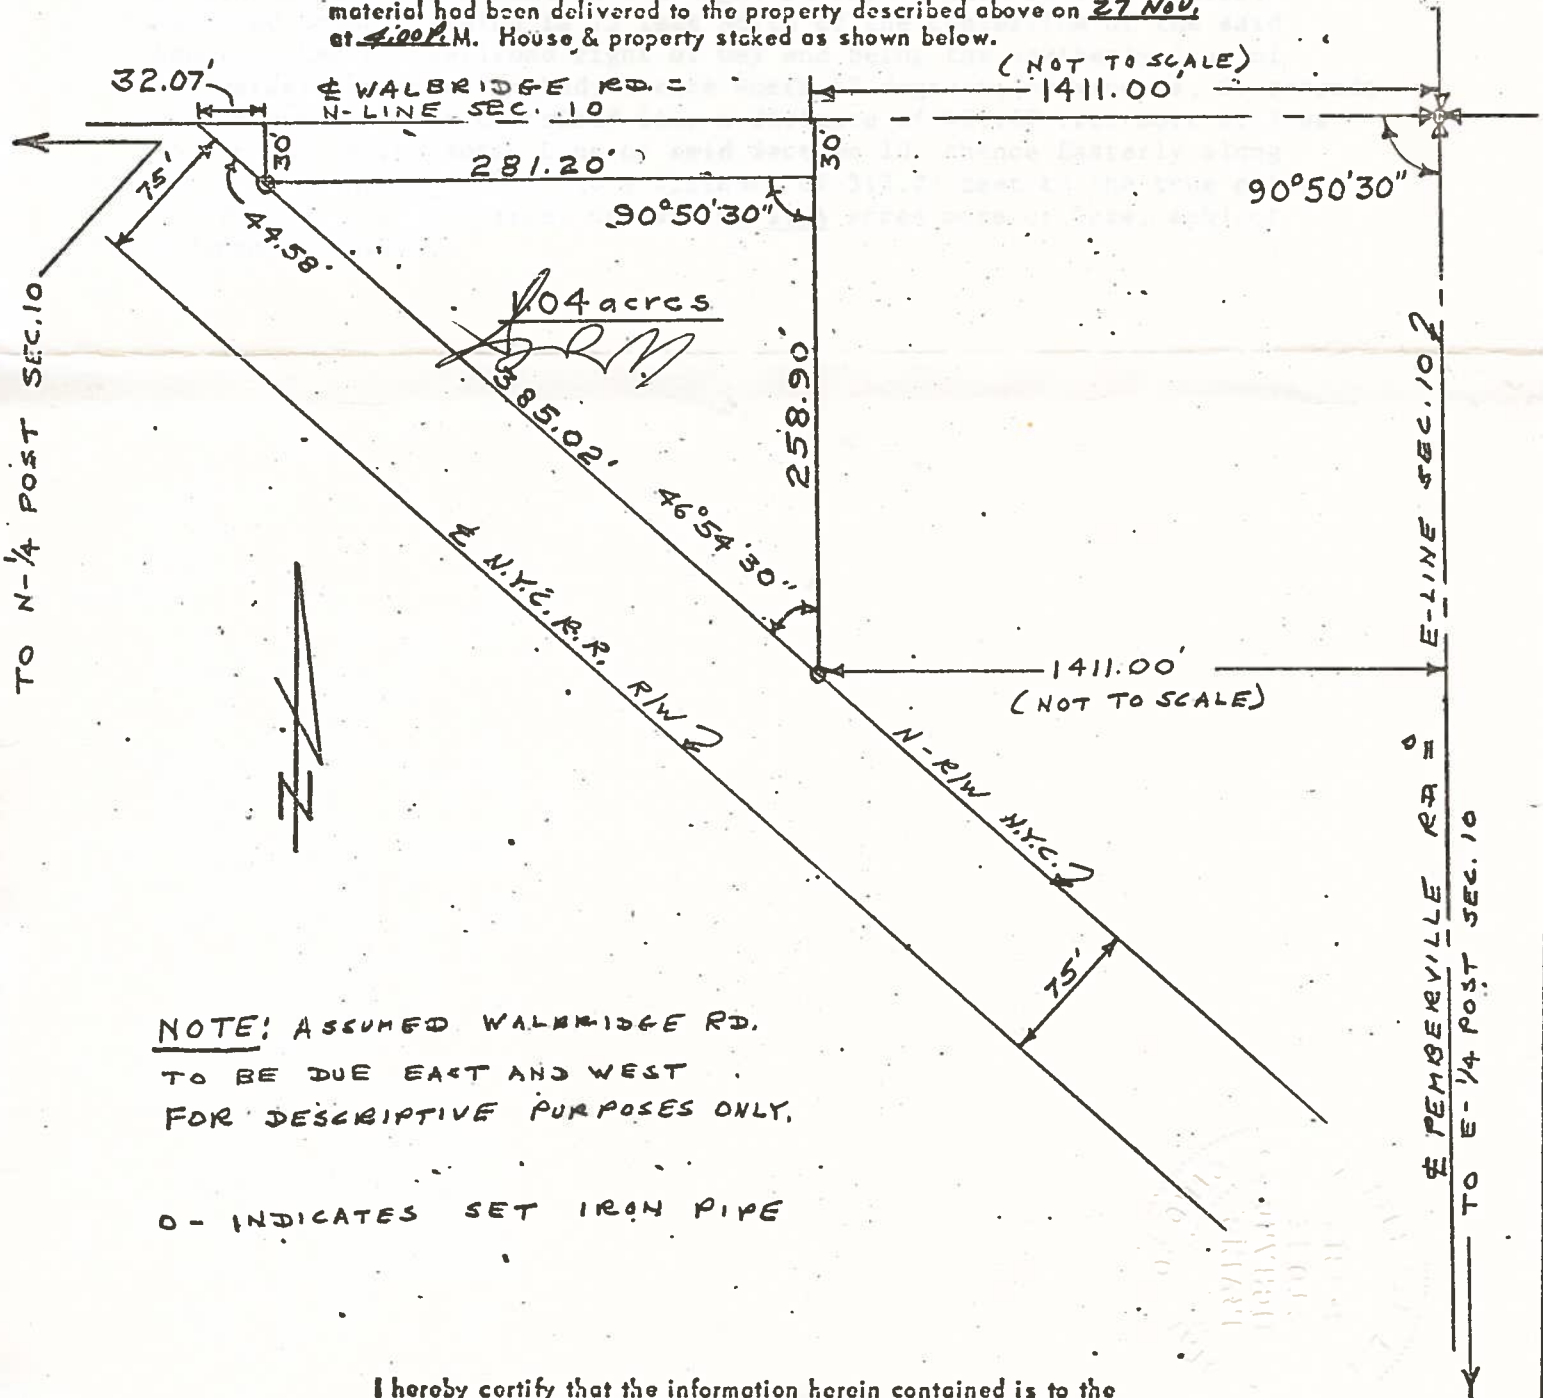 material had been delivered to the property described above on 27 Nov.
at 4:00 P.M. House & property staked as shown below.
(NOT TO SCALE)
1411.00'
32.07'
℄ WALBRIDGE RD. =
N-LINE SEC. 10
30'
30'
281.20'
90°50'30"
90°50'30"
75'
44.58'
1.04 acres
385.02'
258.90'
46°54'30"
TO N-1/4 POST SEC.10
℄ N.Y.C. R.R. R/W
1411.00'
(NOT TO SCALE)
N-R/W N.Y.C.
75'
N
℄ PEMBERVILLE RD = E-LINE SEC.10
TO E-1/4 POST SEC. 10
NOTE: ASSUMED WALBRIDGE RD.
TO BE DUE EAST AND WEST
FOR DESCRIPTIVE PURPOSES ONLY.
O - INDICATES SET IRON PIPE
I hereby certify that the information herein contained is to the